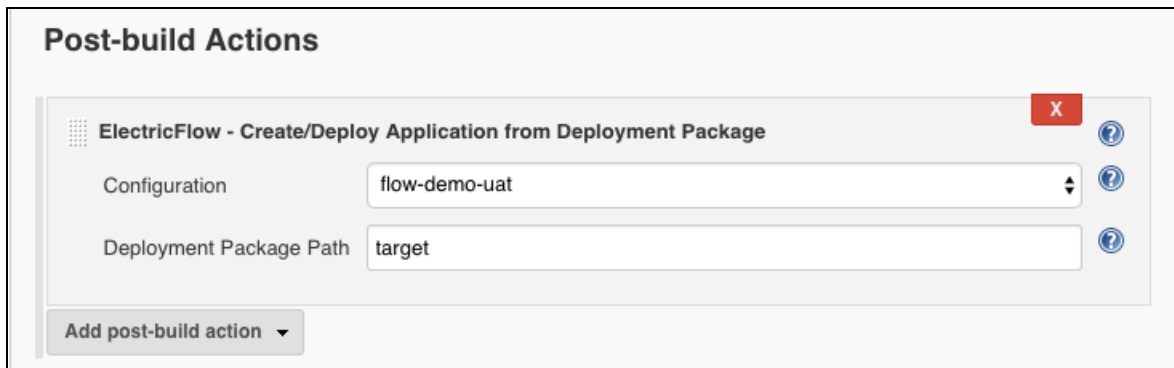 Post-build Actions
X
ElectricFlow - Create/Deploy Application from Deployment Package
?
Configuration flow-demo-uat
?
Deployment Package Path target
?
Add post-build action